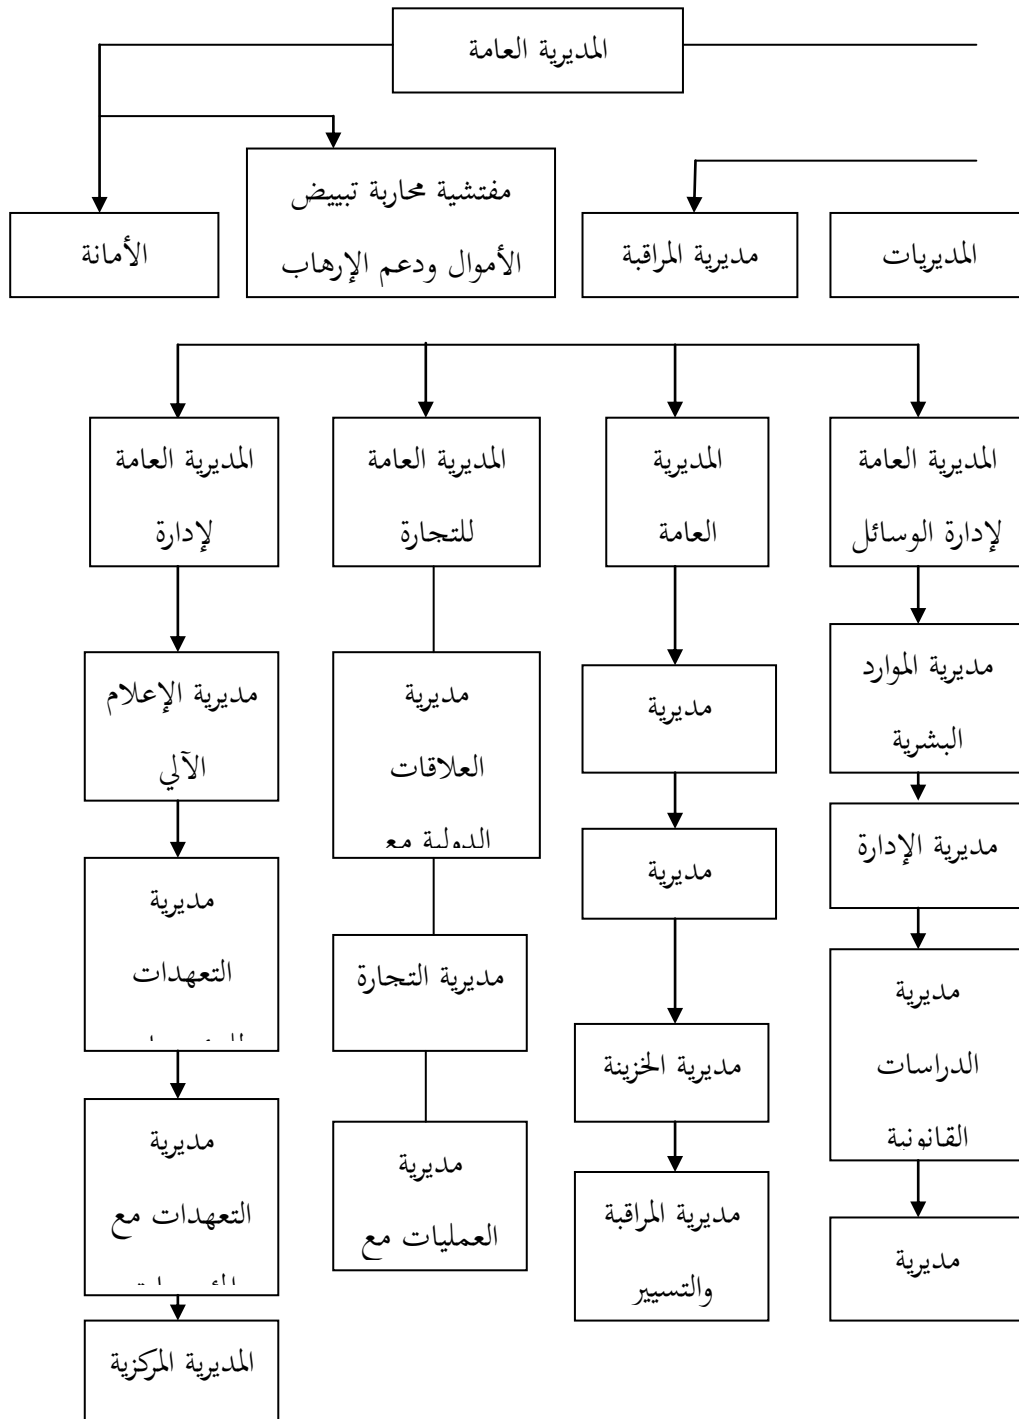 المديرية العامة
مفتشية محاربة تبييض
الأموال ودعم الإرهاب
المديريات
مديرية المراقبة
الأمانة
المديرية العامة
لإدارة الوسائل
المديرية
العامة
المديرية العامة
للتجارة
المديرية العامة
لإدارة
مديرية الموارد
البشرية
مديرية
مديرية
العلاقات
الدولية مع
مديرية الإعلام
الآلي
مديرية الإدارة
مديرية
مديرية
التعهدات
مديرية
الدراسات
القانونية
مديرية التجارة
مديرية الخزينة
مديرية
العمليات مع
مديرية
التعهدات مع
مديرية
مديرية المراقبة
والتسيير
المديرية المركزية